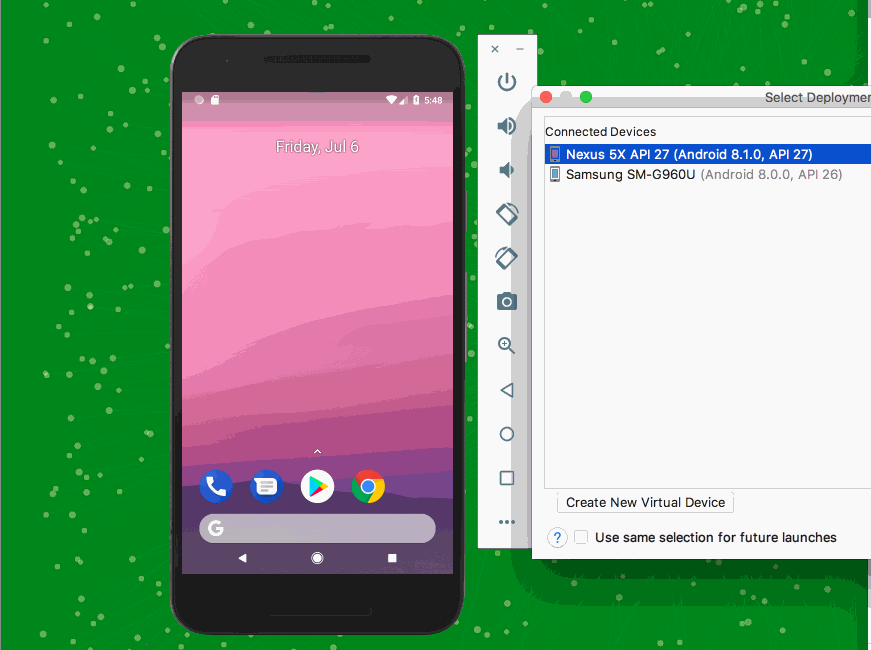 5:48
Friday, Jul 6
G
Select Deploymen
Connected Devices
Nexus 5X API 27 (Android 8.1.0, API 27)
Samsung SM-G960U (Android 8.0.0, API 26)
Create New Virtual Device
? Use same selection for future launches